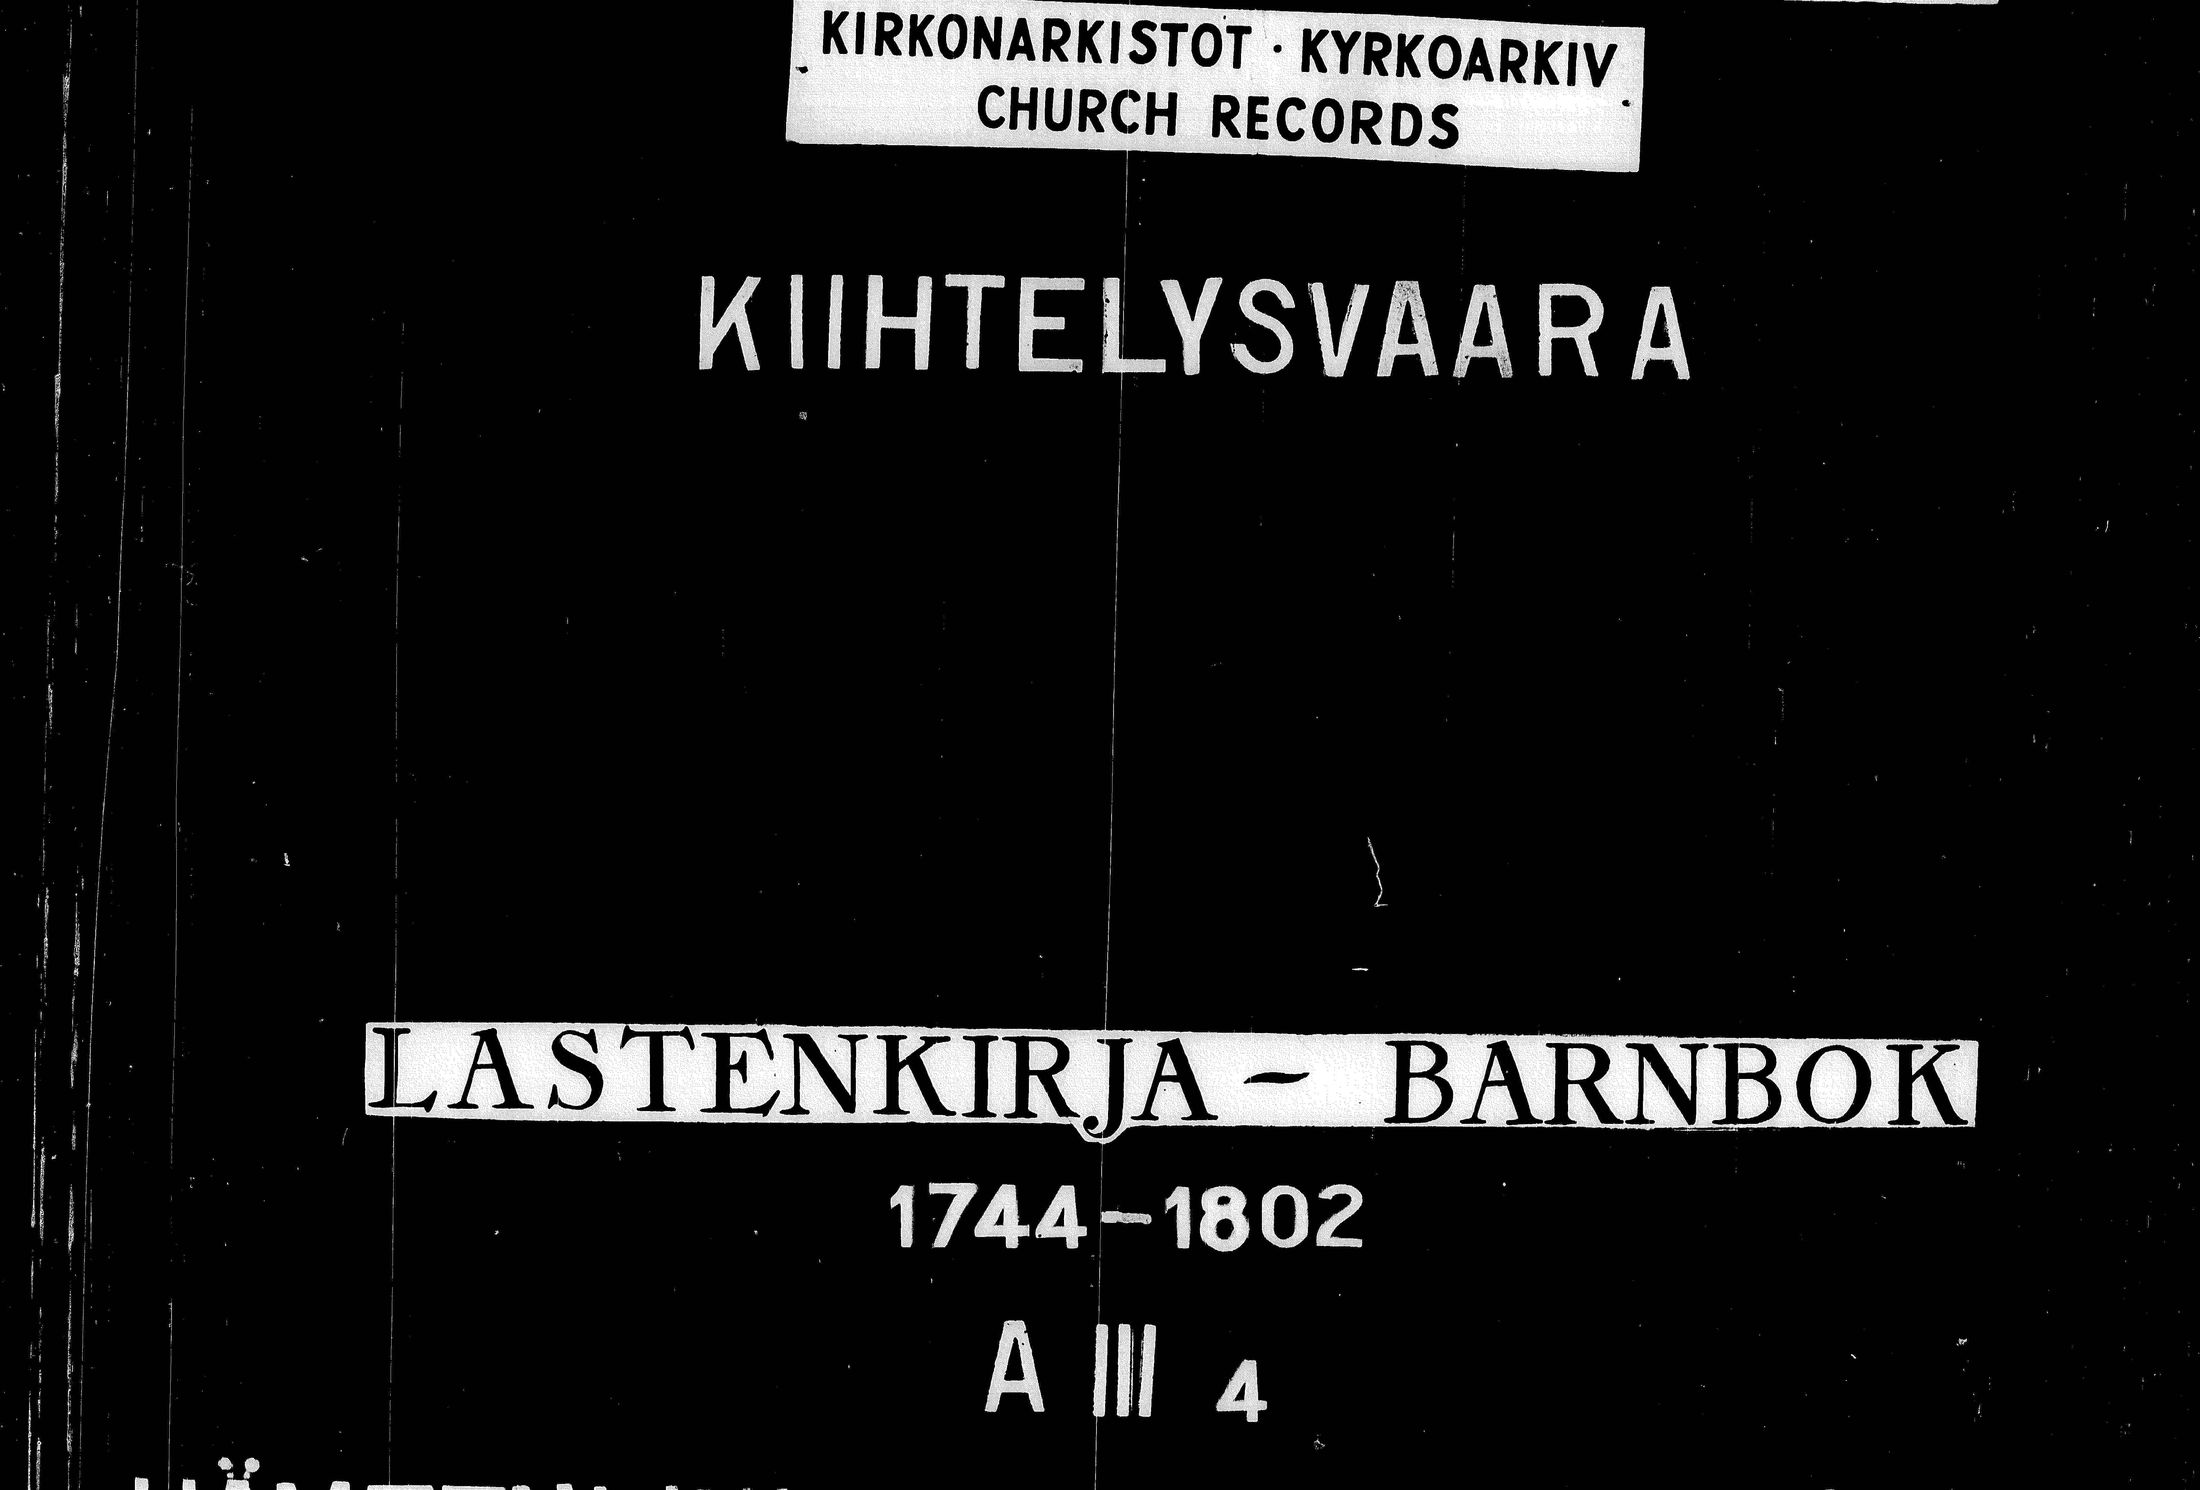 KIRKONARKISTOT · KYRKOARKIV
CHURCH RECORDS
KIIHTELYSVAARA
LASTENKIRJA - BARNBOK
1744-1802
A III 4